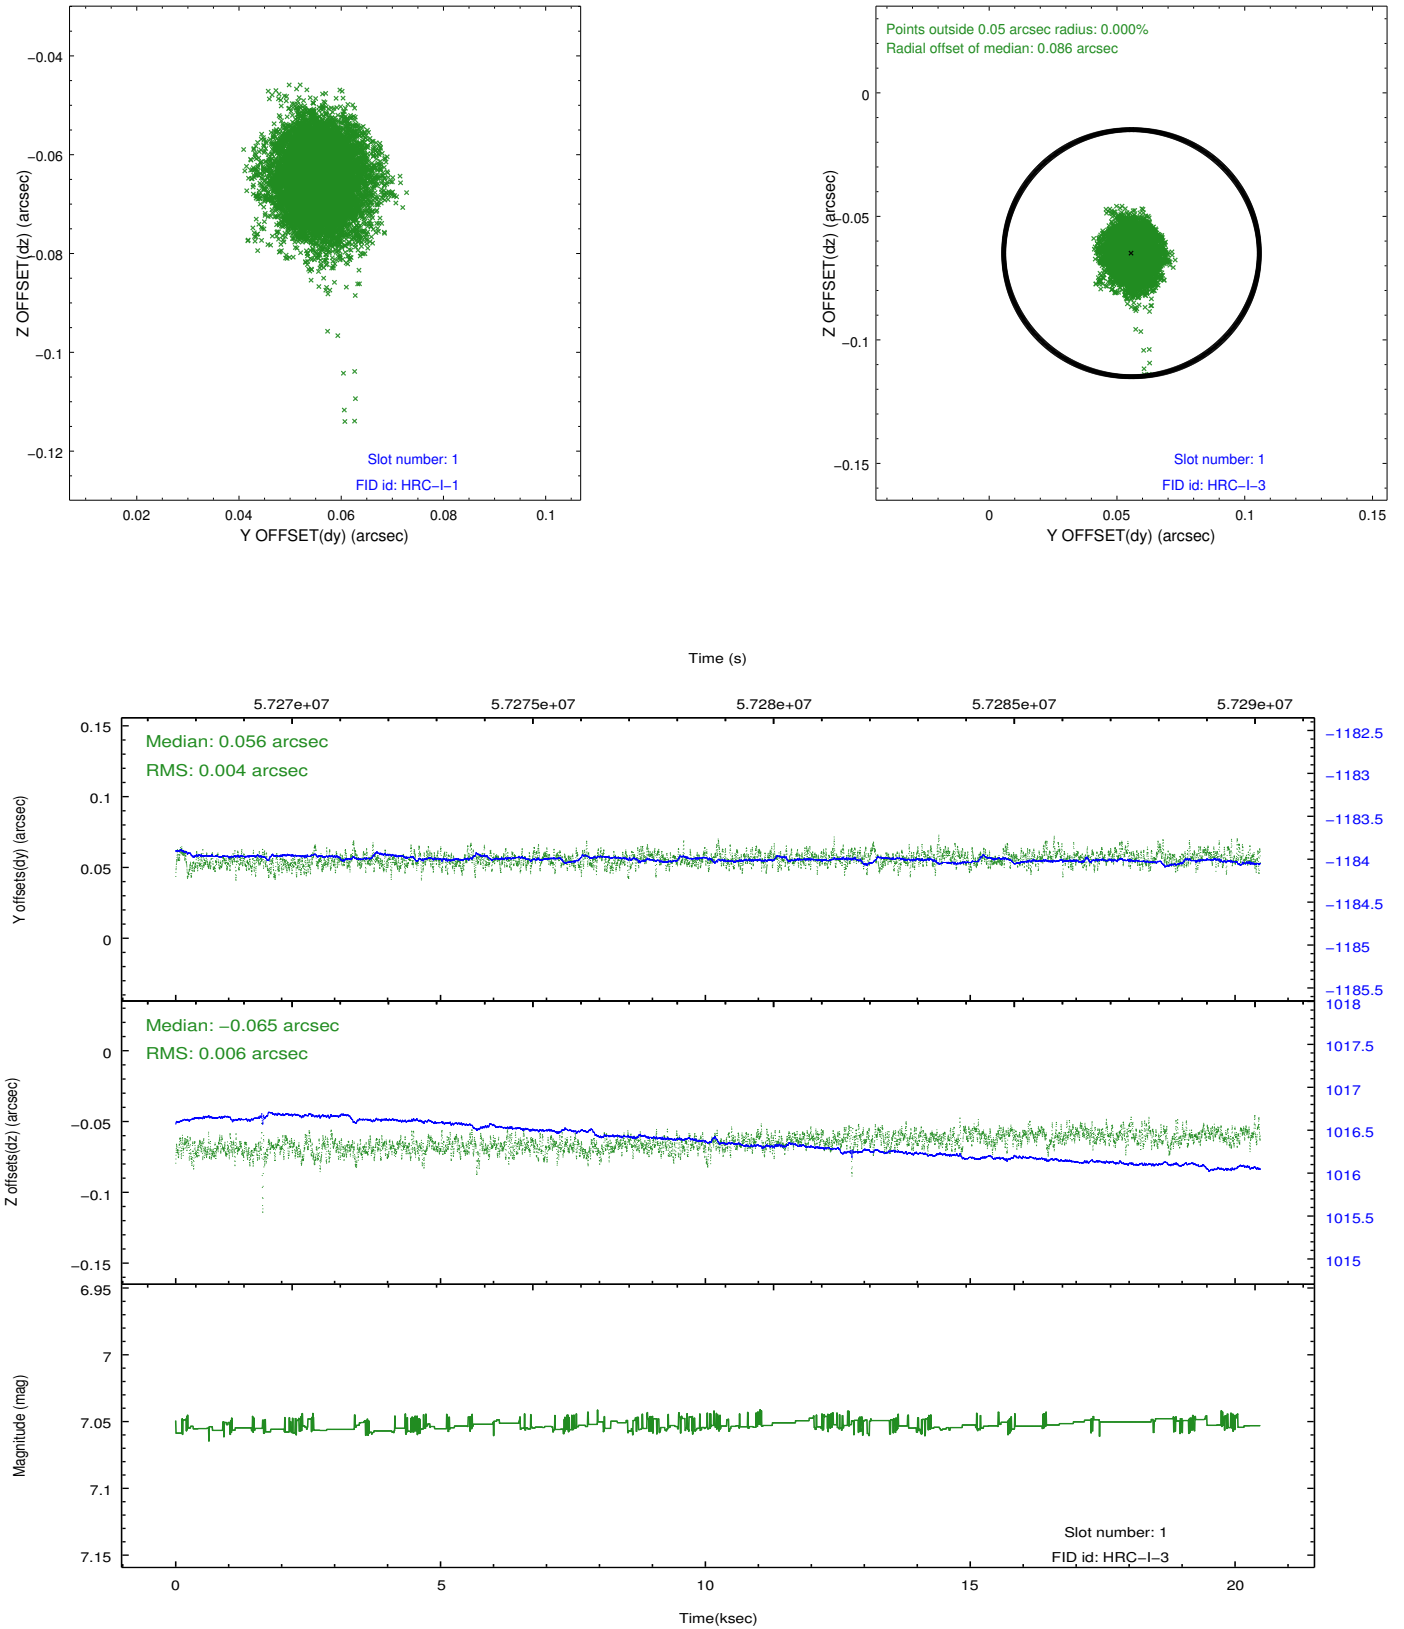 −0.04
−0.06
−0.08
−0.1
−0.12
Z OFFSET(dz) (arcsec)
Slot number: 1
FID id: HRC−I−1
0.02 0.04 0.06 0.08 0.1
Y OFFSET(dy) (arcsec)
Points outside 0.05 arcsec radius: 0.000%
Radial offset of median: 0.086 arcsec
0
−0.05
−0.1
−0.15
Z OFFSET(dz) (arcsec)
Slot number: 1
FID id: HRC−I−3
0 0.05 0.1 0.15
Y OFFSET(dy) (arcsec)
Time (s)
5.727e+07 5.7275e+07 5.728e+07 5.7285e+07 5.729e+07
Median: 0.056 arcsec
RMS: 0.004 arcsec
0.15
0.1
0.05
0
Y offsets(dy) (arcsec)
−1182.5
−1183
−1183.5
−1184
−1184.5
−1185
−1185.5
Median: −0.065 arcsec
RMS: 0.006 arcsec
0
−0.05
−0.1
−0.15
Z offsets(dz) (arcsec)
1018
1017.5
1017
1016.5
1016
1015.5
1015
6.95
7
7.05
7.1
7.15
Magnitude (mag)
Slot number: 1
FID id: HRC−I−3
0 5 10 15 20
Time(ksec)